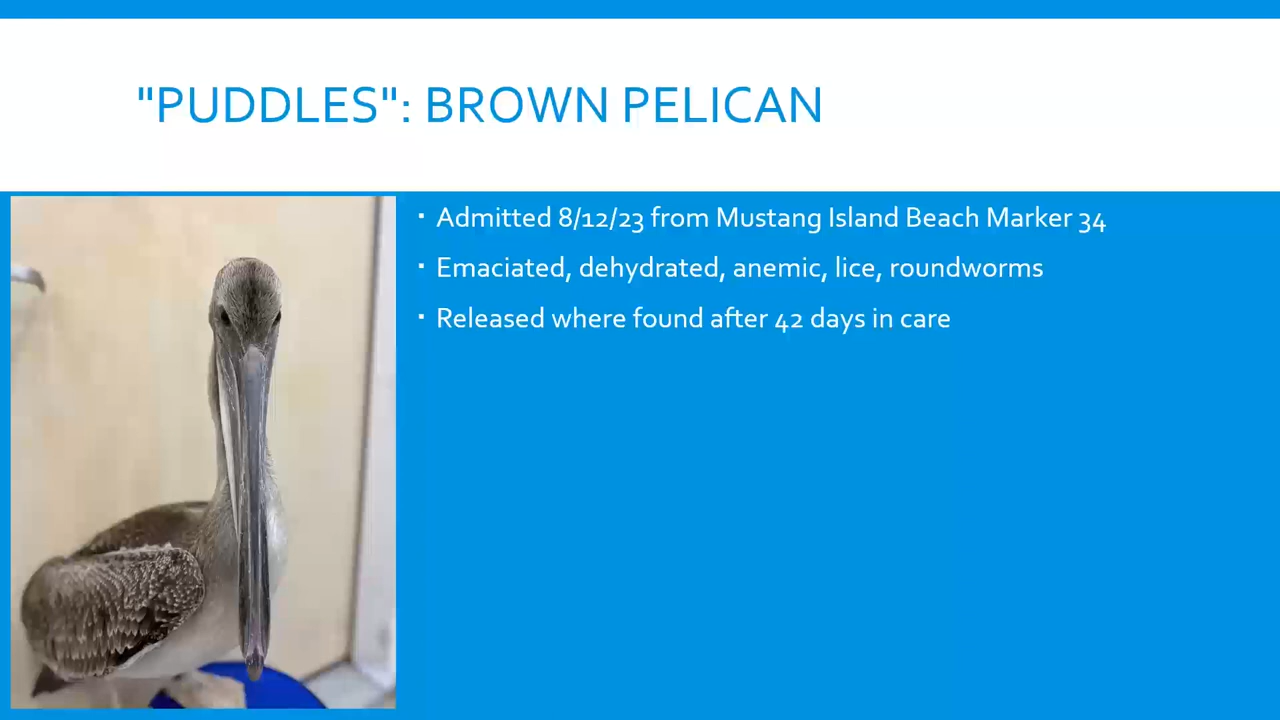 "PUDDLES": BROWN PELICAN
▪ Admitted 8/12/23 from Mustang Island Beach Marker 34
▪ Emaciated, dehydrated, anemic, lice, roundworms
▪ Released where found after 42 days in care